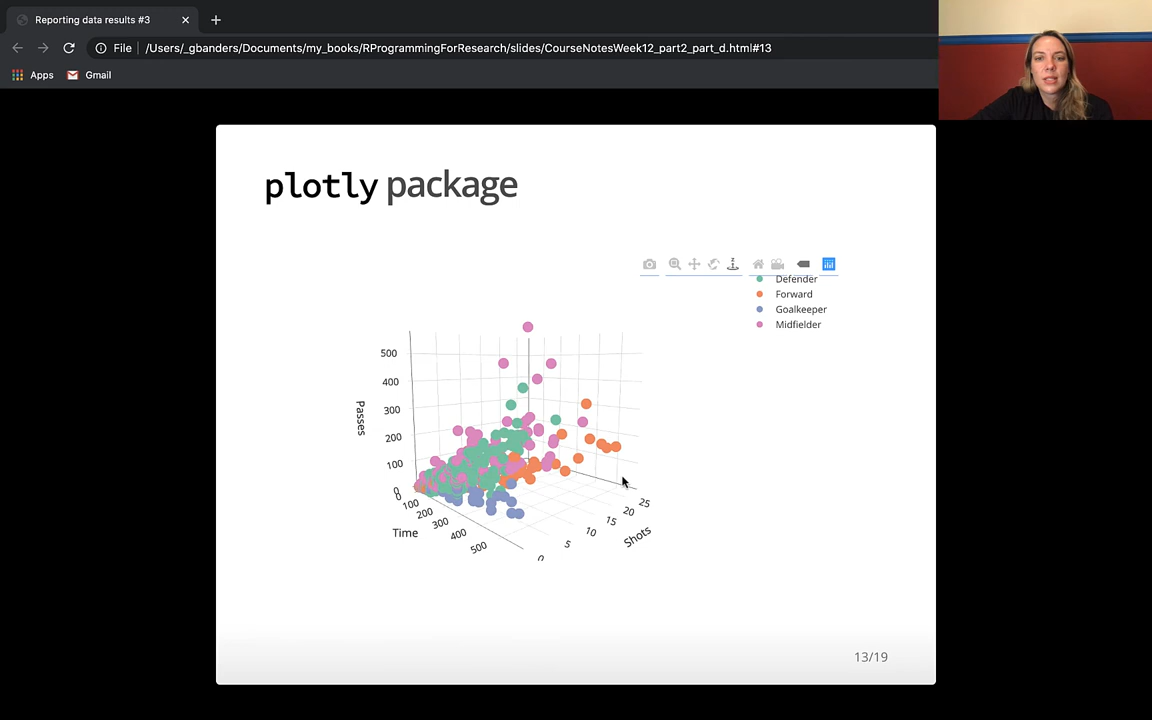 Reporting data results #3
File /Users/_gbanders/Documents/my_books/RProgrammingForResearch/slides/CourseNotesWeek12_part2_part_d.html#13
Apps Gmail
plotly package
Defender
Forward
Goalkeeper
Midfielder
500
400
300
200
100
0
Passes
0
100
200
300
400
500
Time
0
5
10
15
20
25
Shots
13/19